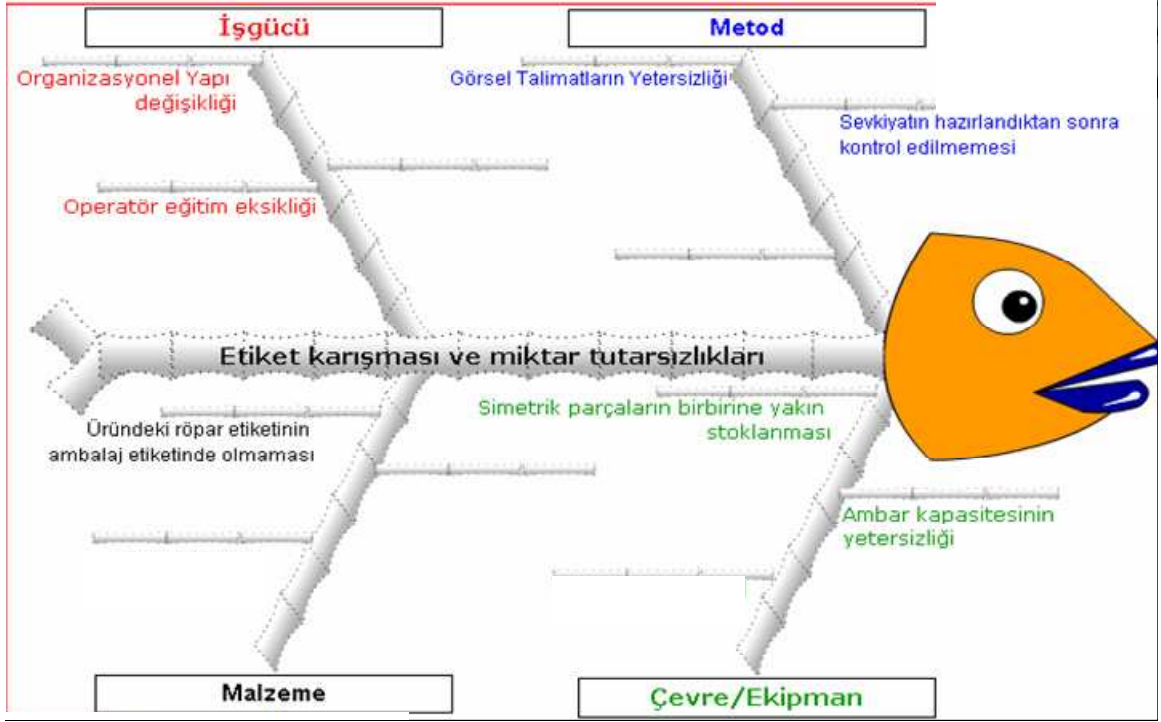 İşgücü
Metod
Organizasyonel Yapı
değişikliği
Görsel Talimatların Yetersizliği
Sevkiyatın hazırlandıktan sonra
kontrol edilmemesi
Operatör eğitim eksikliği
Etiket karışması ve miktar tutarsızlıkları
Üründeki röpar etiketinin
ambalaj etiketinde olmaması
Simetrik parçaların birbirine yakın
stoklanması
Ambar kapasitesinin
yetersizliği
Malzeme
Çevre/Ekipman